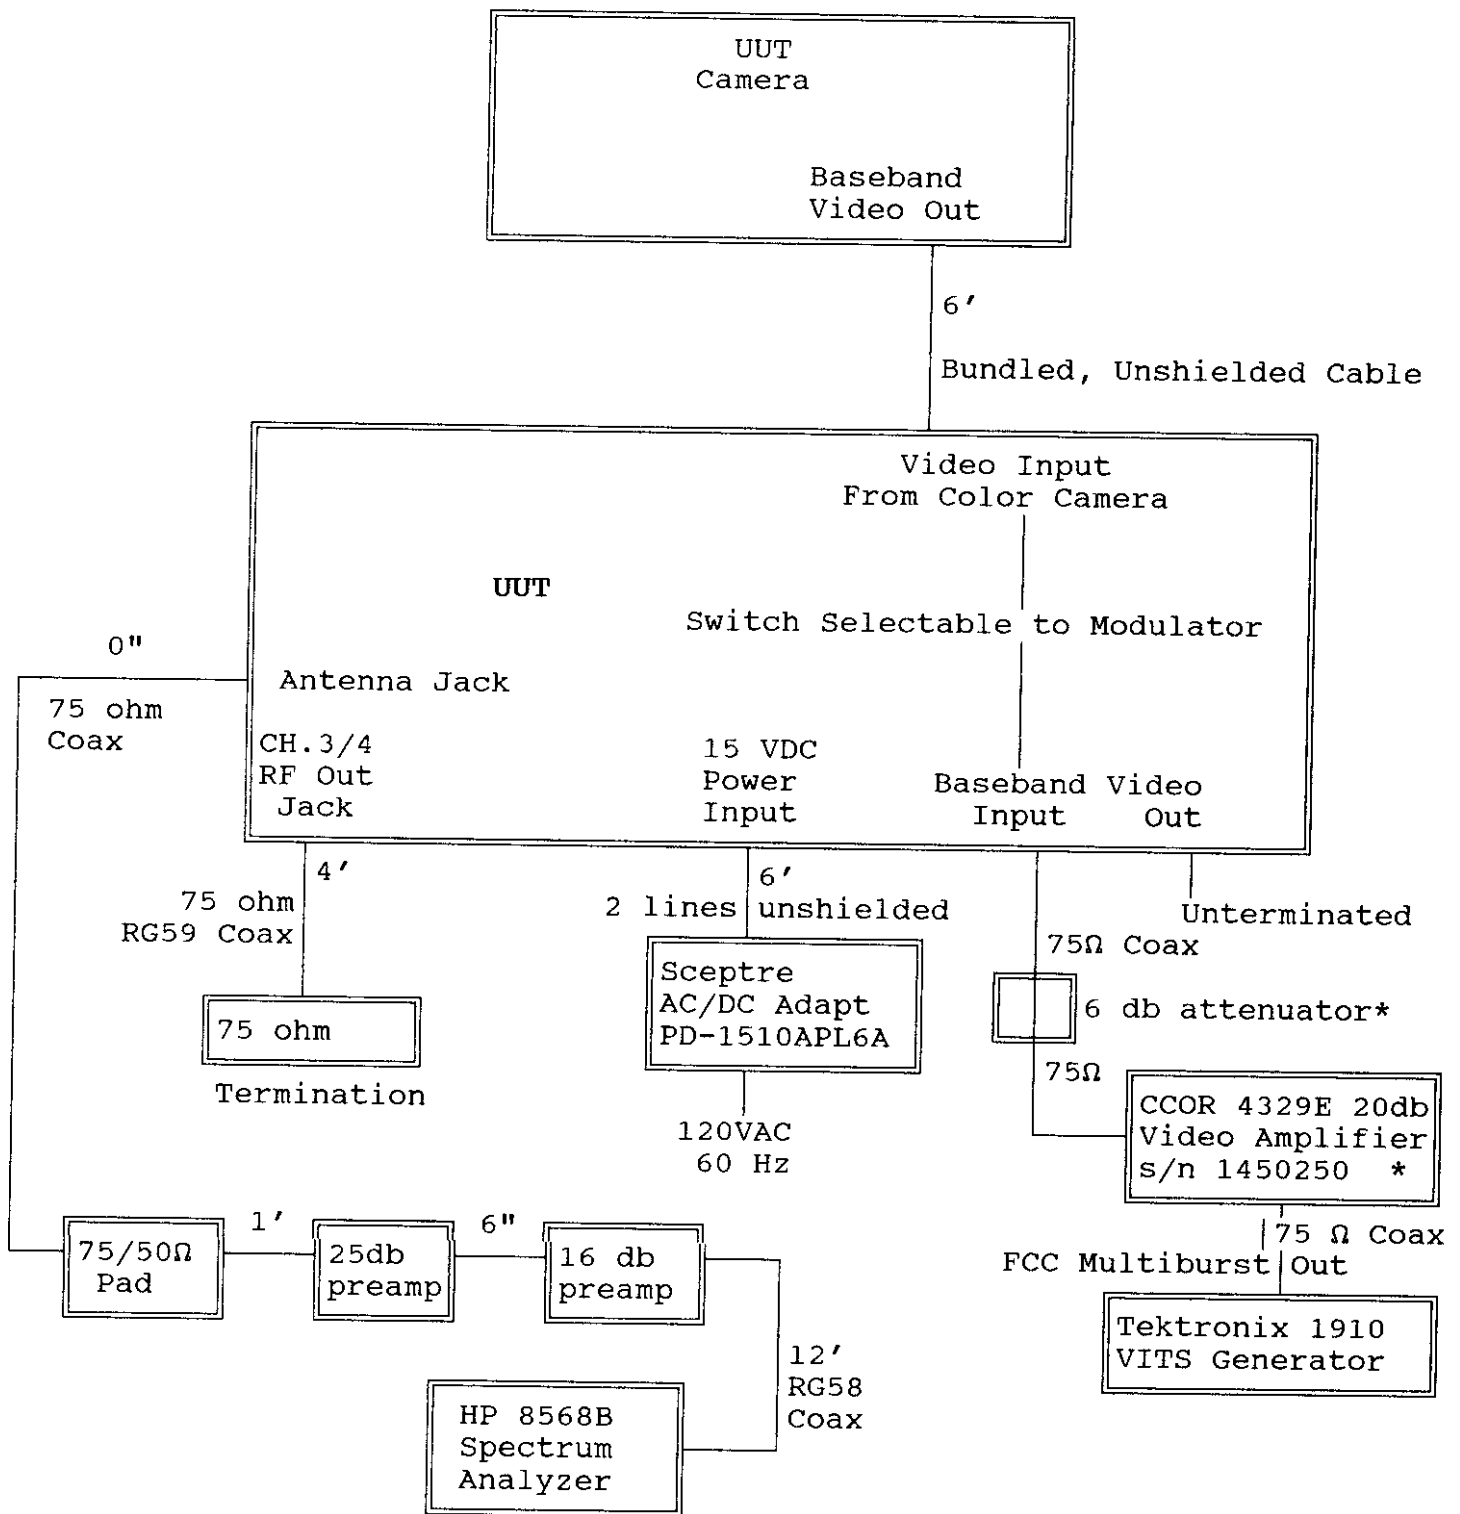 UUT
Camera
Baseband
Video Out
6'
Bundled, Unshielded Cable
Video Input
From Color Camera
UUT
Switch Selectable to Modulator
0"
Antenna Jack
75 ohm
Coax
CH.3/4
RF Out
Jack
15 VDC
Power
Input
Baseband Video
Input Out
4'
75 ohm
RG59 Coax
6'
2 lines unshielded
Unterminated
75Ω Coax
75 ohm
Termination
Sceptre
AC/DC Adapt
PD-1510APL6A
120VAC
60 Hz
6 db attenuator*
75Ω
CCOR 4329E 20db
Video Amplifier
s/n 1450250 *
75 Ω Coax
FCC Multiburst Out
Tektronix 1910
VITS Generator
75/50Ω
Pad
1'
25db
preamp
6"
16 db
preamp
12'
RG58
Coax
HP 8568B
Spectrum
Analyzer